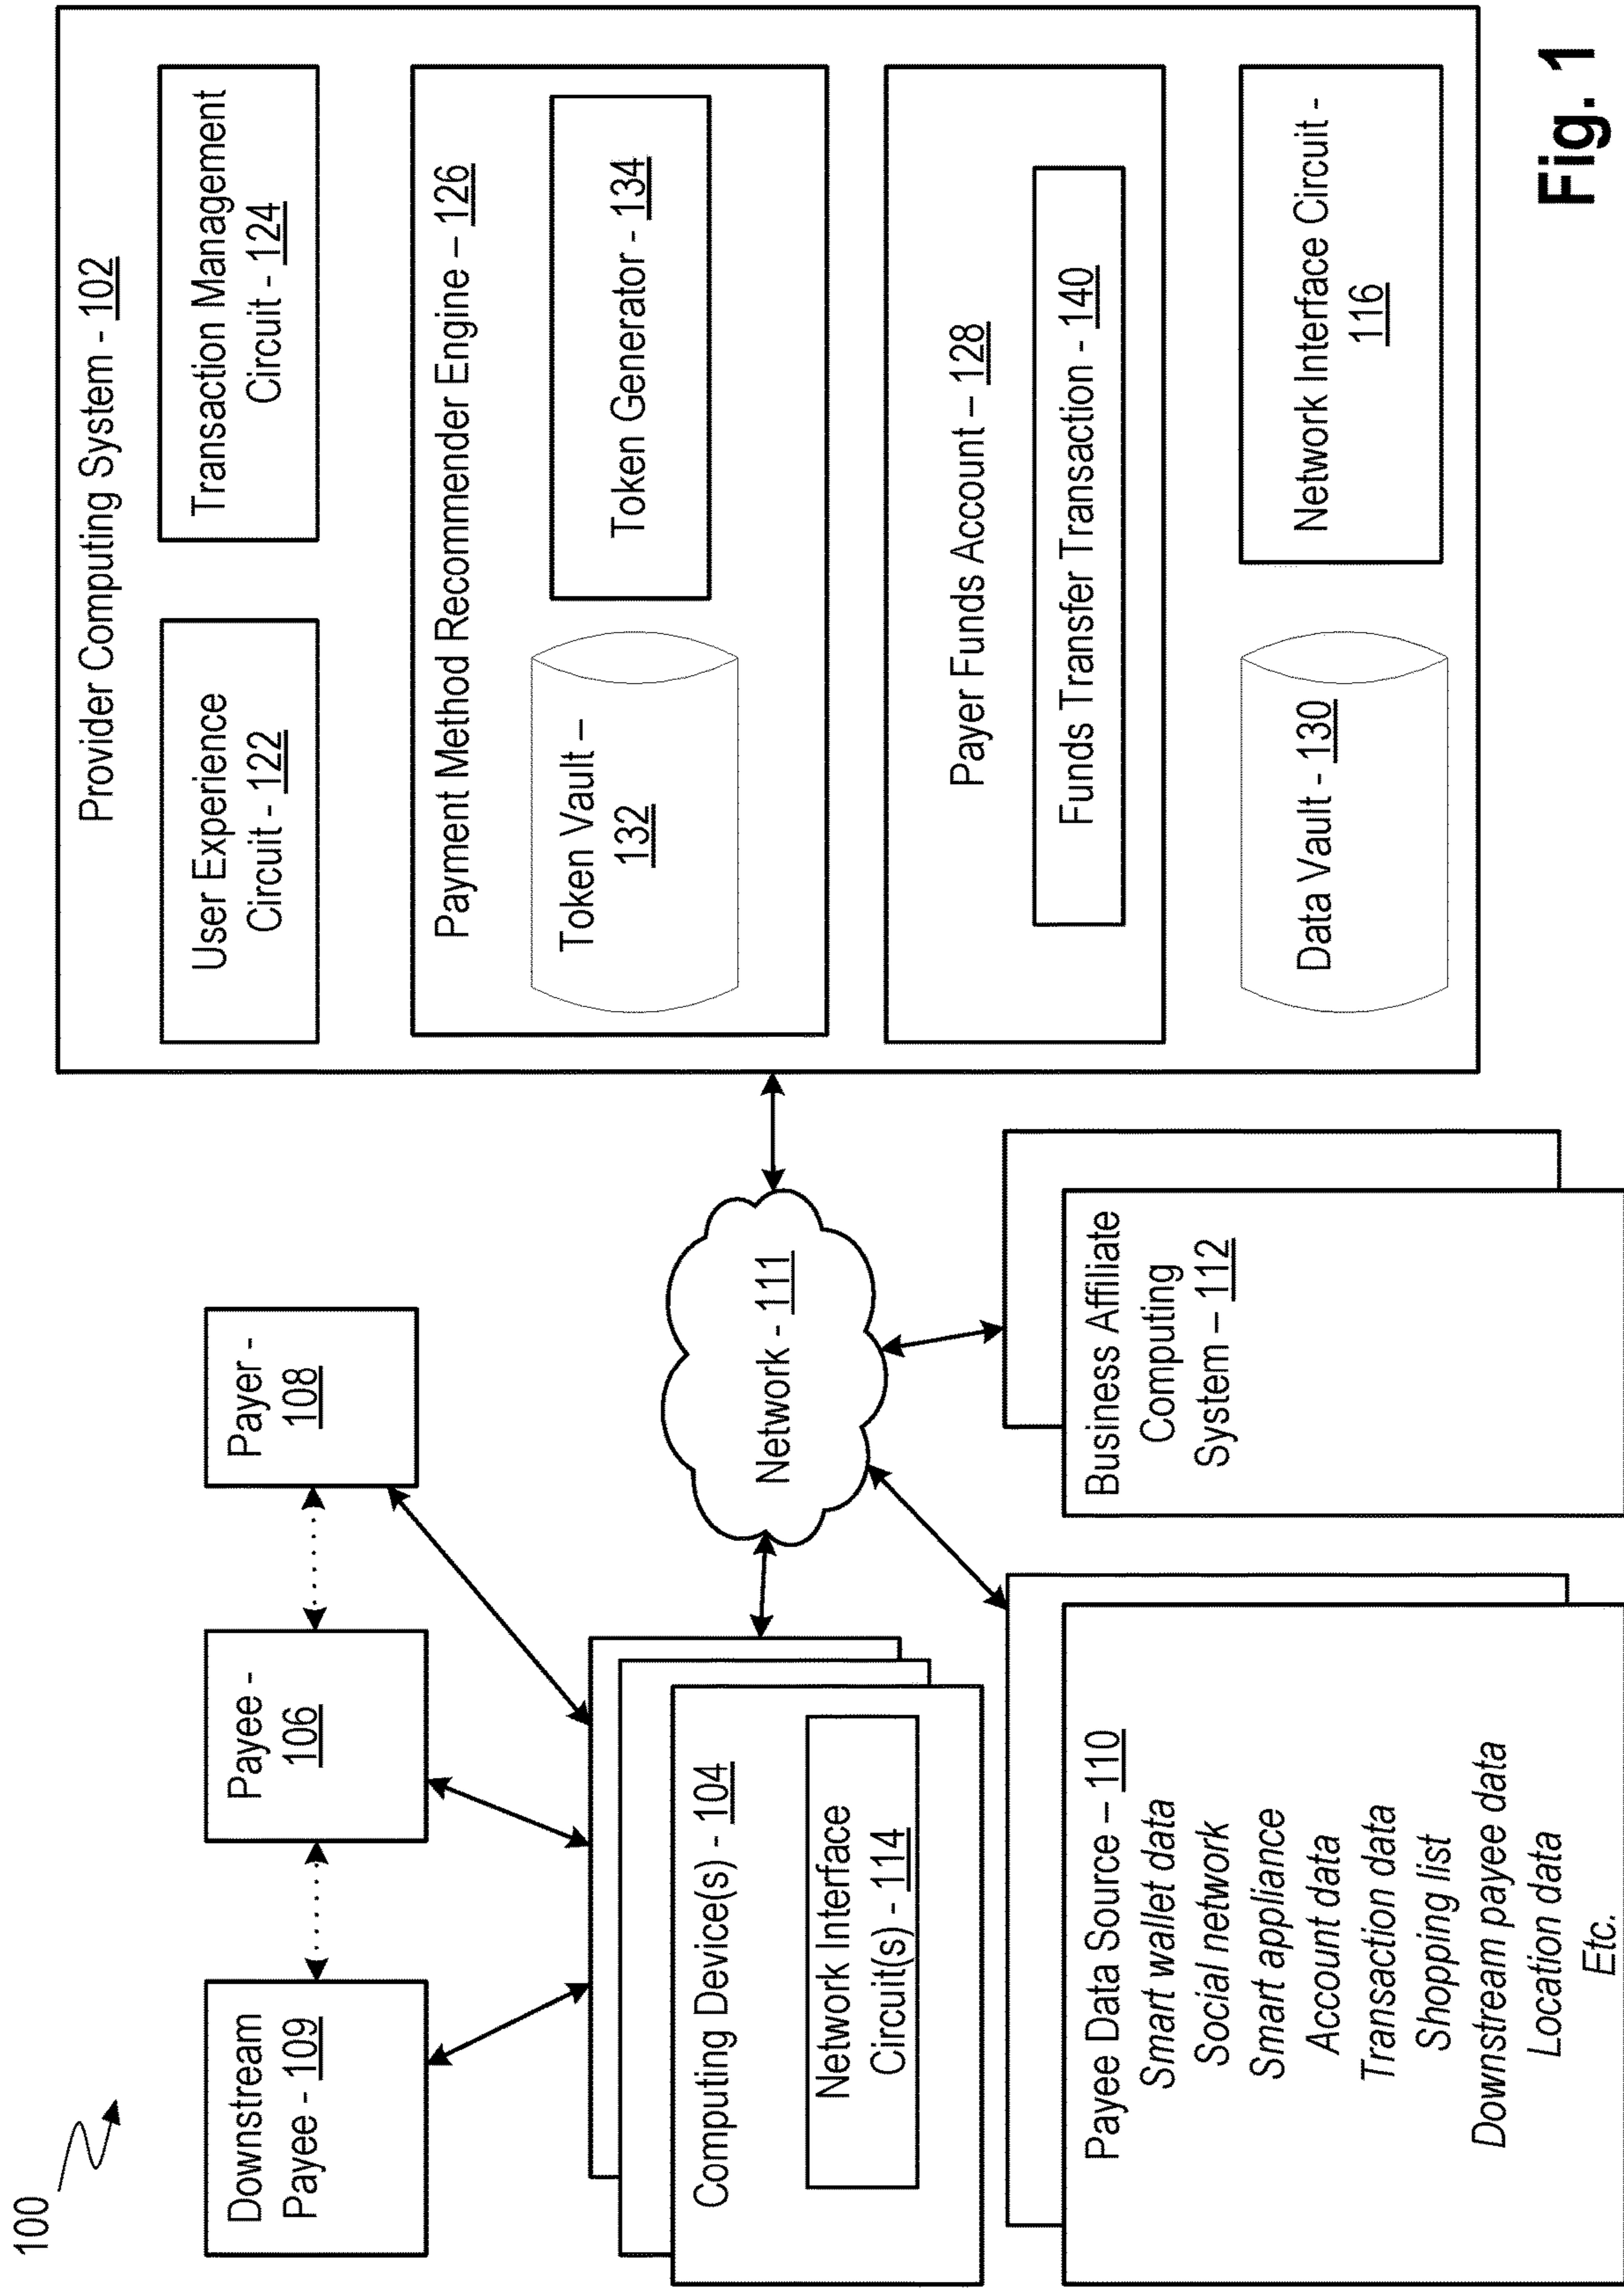 100
Downstream
Payee - 109
Payee -
106
Payer -
108
Computing Device(s) - 104
Network Interface
Circuit(s) - 114
Network - 111
Payee Data Source – 110
Smart wallet data
Social network
Smart appliance
Account data
Transaction data
Shopping list
Downstream payee data
Location data
Etc.
Business Affiliate
Computing
System – 112
Provider Computing System - 102
User Experience
Circuit - 122
Transaction Management
Circuit - 124
Payment Method Recommender Engine – 126
Token Vault –
132
Token Generator - 134
Payer Funds Account – 128
Funds Transfer Transaction - 140
Data Vault - 130
Network Interface Circuit -
116
Fig. 1